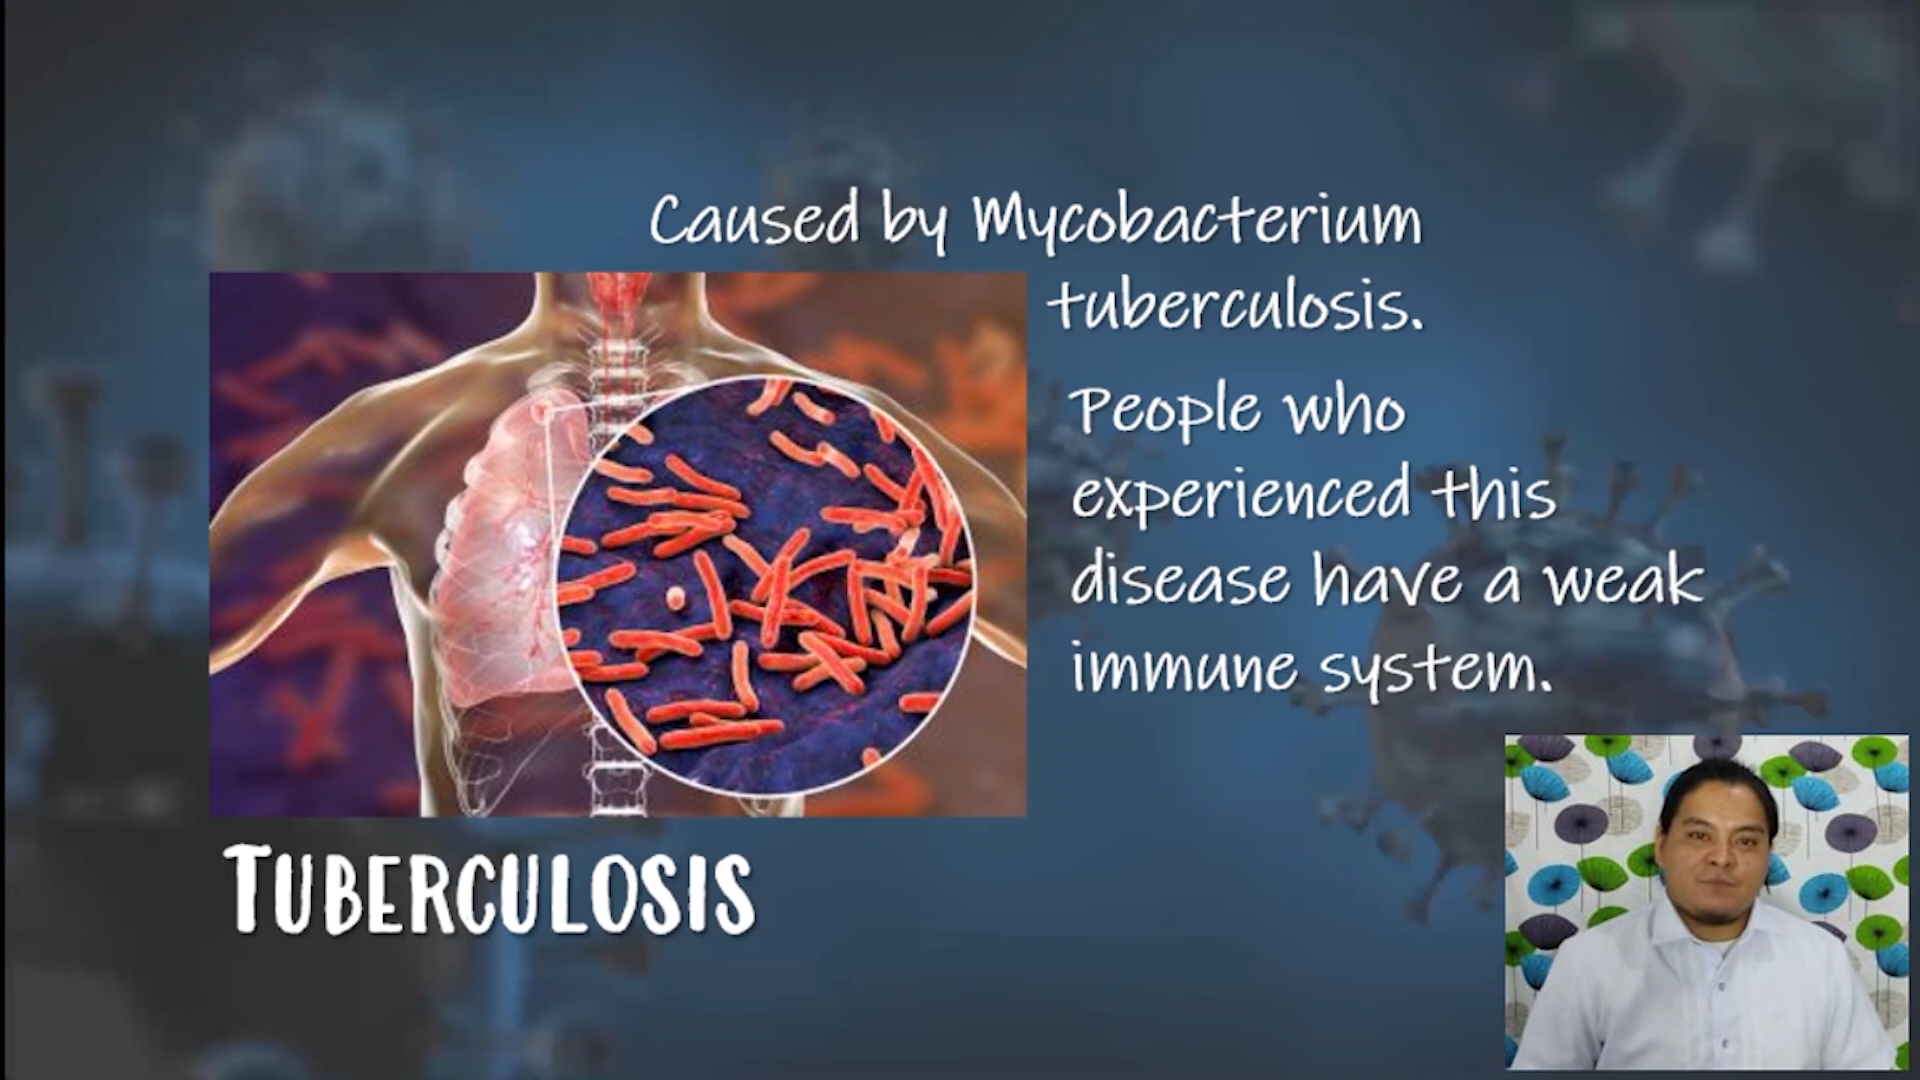 Caused by Mycobacterium
tuberculosis.
People who
experienced this
disease have a weak
immune system.
TUBERCULOSIS